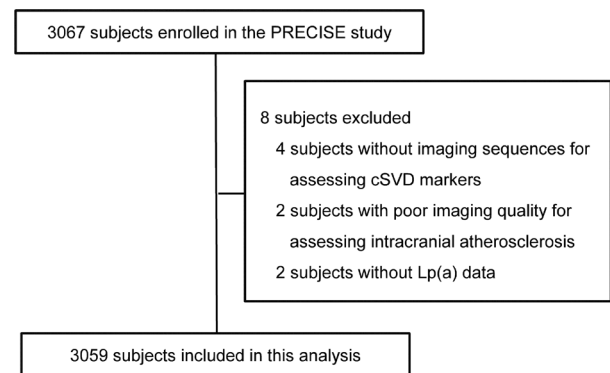 3067 subjects enrolled in the PRECISE study
8 subjects excluded
4 subjects without imaging sequences for
assessing cSVD markers
2 subjects with poor imaging quality for
assessing intracranial atherosclerosis
2 subjects without Lp(a) data
3059 subjects included in this analysis